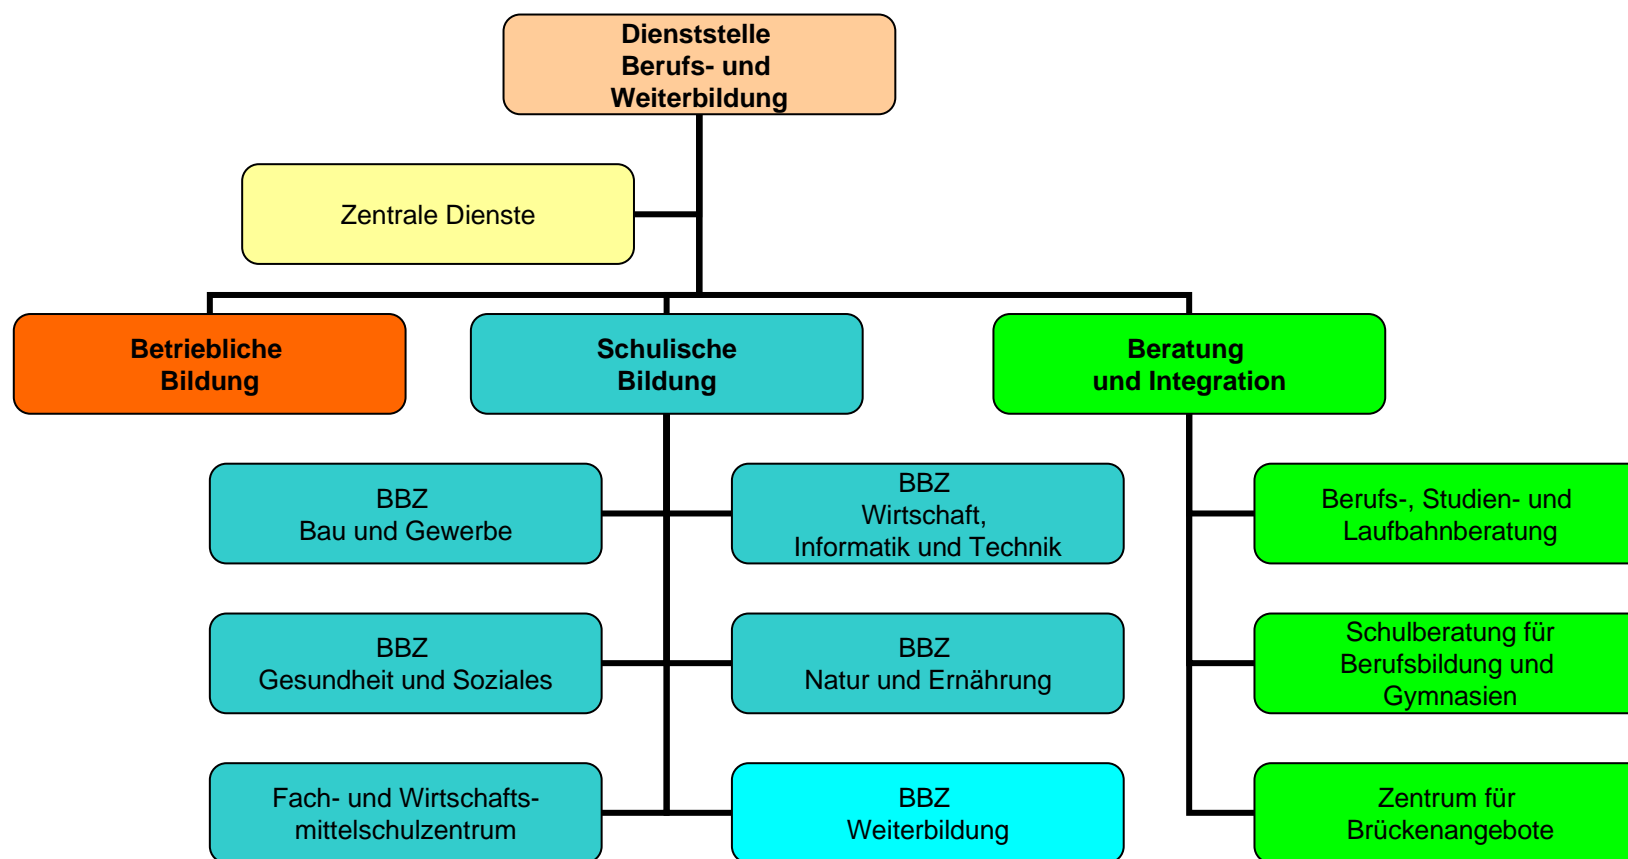 Dienststelle
Berufs- und
Weiterbildung
Zentrale Dienste
Betriebliche
Bildung
Schulische
Bildung
Beratung
und Integration
BBZ
Bau und Gewerbe
BBZ
Wirtschaft,
Informatik und Technik
Berufs-, Studien- und
Laufbahnberatung
BBZ
Gesundheit und Soziales
BBZ
Natur und Ernährung
Schulberatung für
Berufsbildung und
Gymnasien
Fach- und Wirtschafts-
mittelschulzentrum
BBZ
Weiterbildung
Zentrum für
Brückenangebote